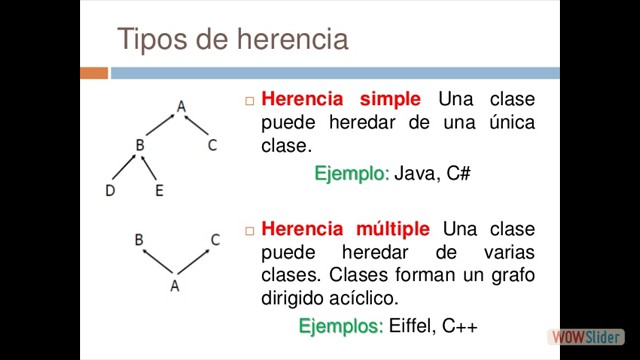 Tipos de herencia
A
B
C
D
E
Herencia simple Una clase
puede heredar de una única
clase.
Ejemplo: Java, C#
B
C
A
Herencia múltiple Una clase
puede heredar de varias
clases. Clases forman un grafo
dirigido acíclico.
Ejemplos: Eiffel, C++
WOWSlider